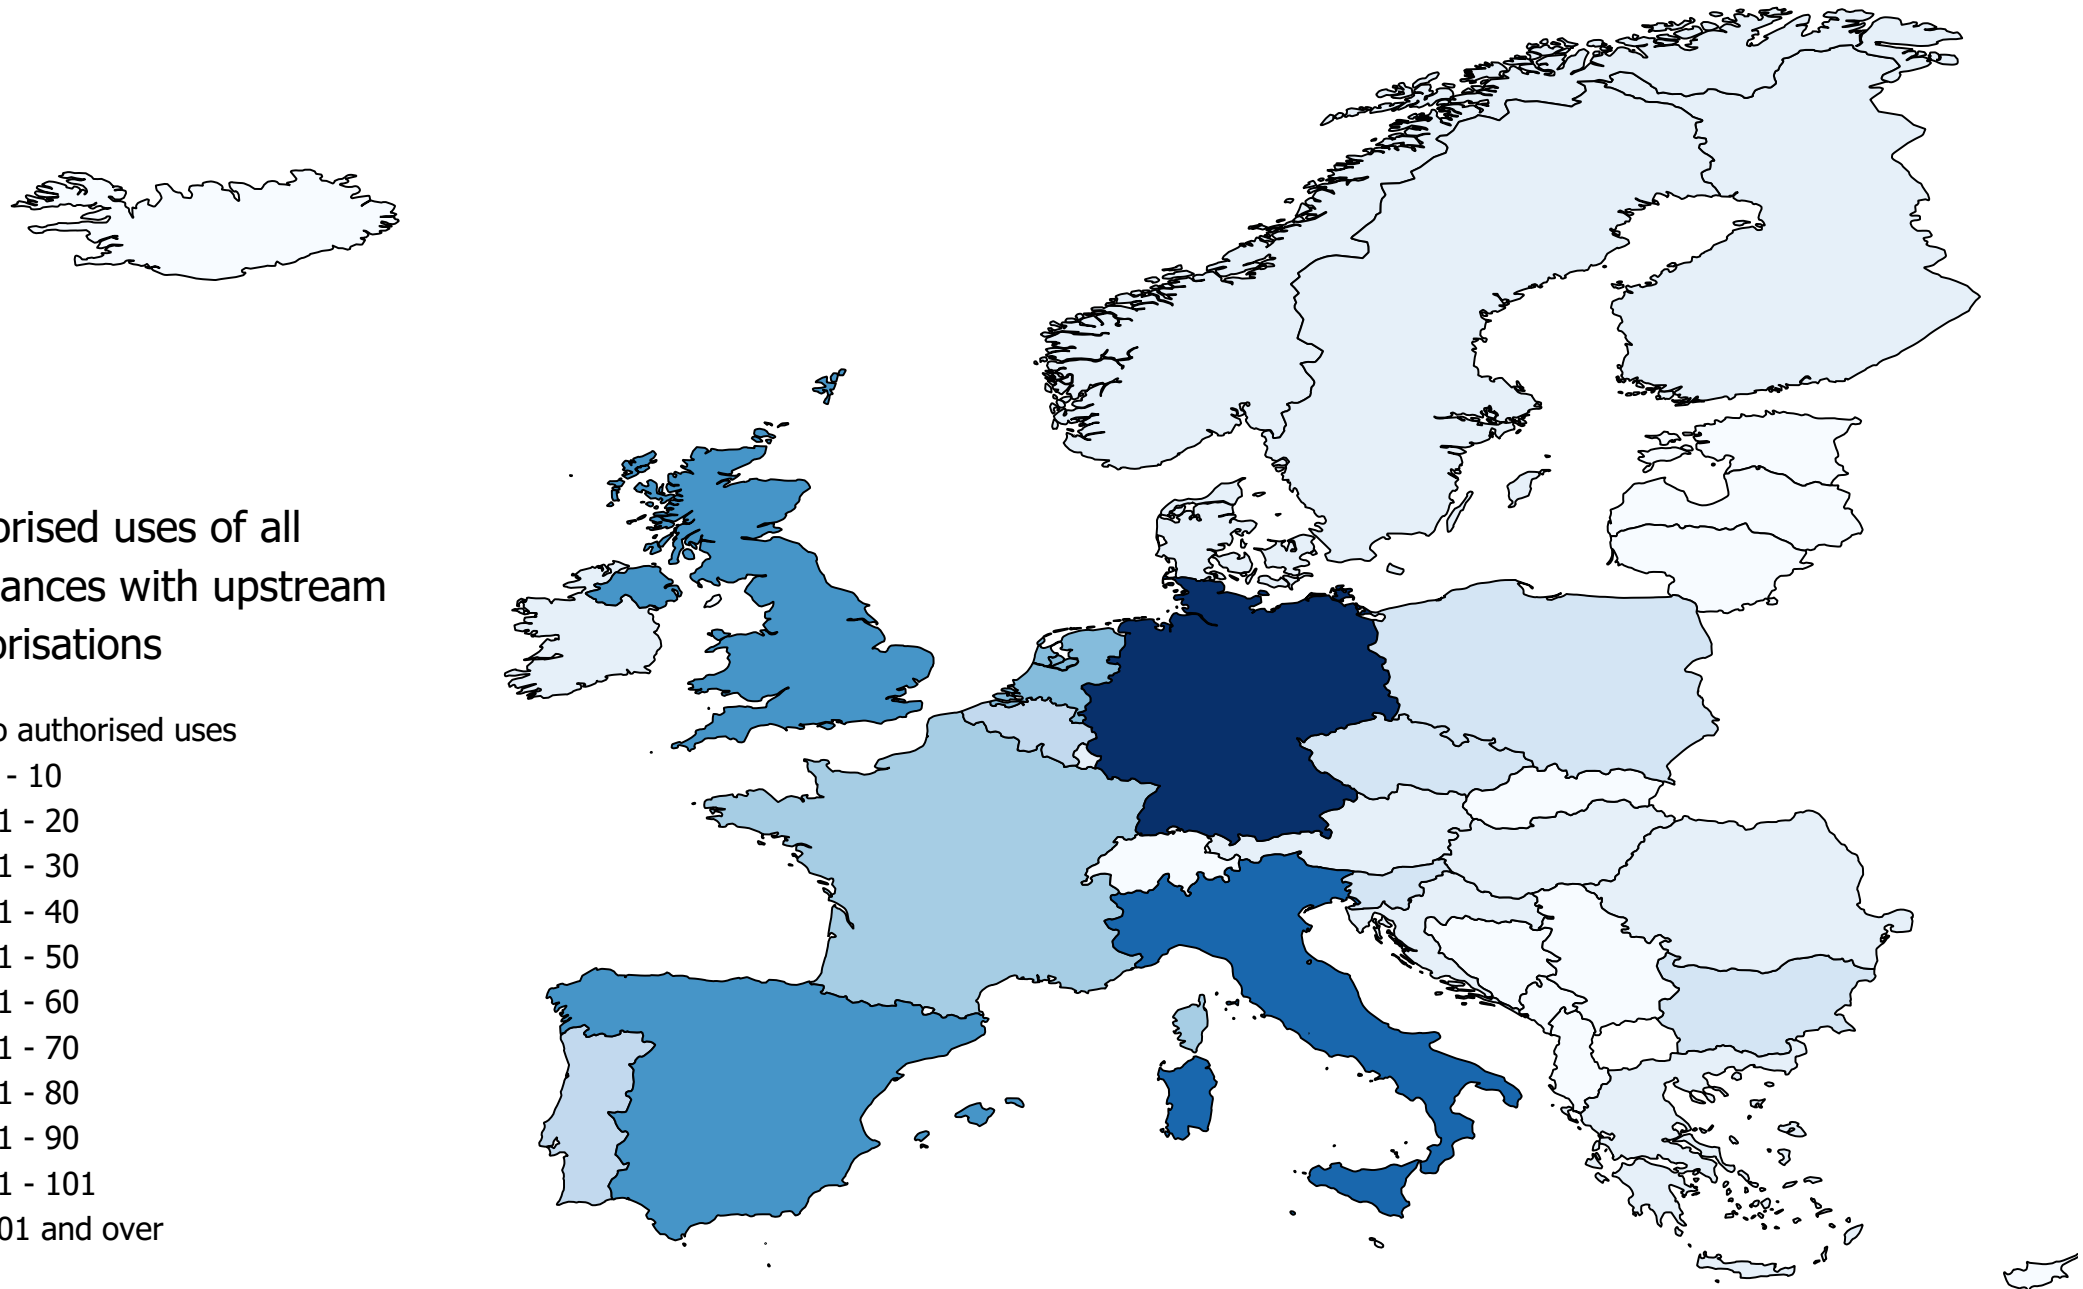 orised uses of all
ances with upstream
orisations
o authorised uses
- 10
1 - 20
1 - 30
1 - 40
1 - 50
1 - 60
1 - 70
1 - 80
1 - 90
1 - 101
01 and over